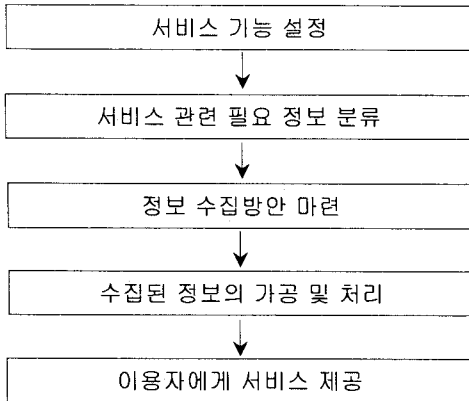 서비스 기능 설정
서비스 관련 필요 정보 분류
정보 수집방안 마련
수집된 정보의 가공 및 처리
이용자에게 서비스 제공